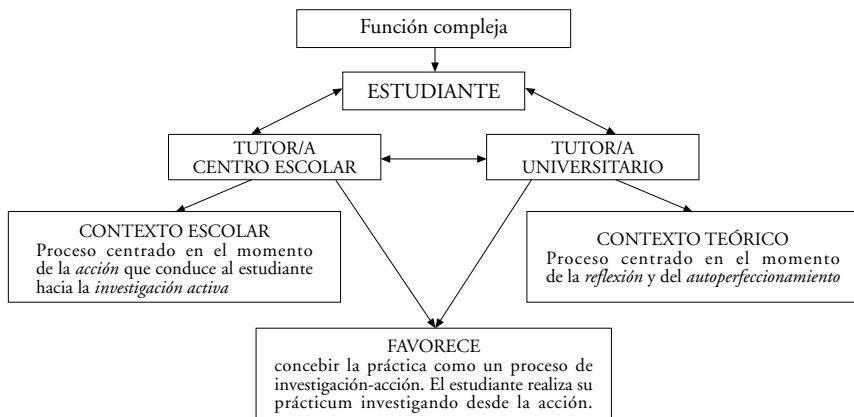 Función compleja
ESTUDIANTE
TUTOR/A
CENTRO ESCOLAR
TUTOR/A
UNIVERSITARIO
CONTEXTO ESCOLAR
Proceso centrado en el momento
de la acción que conduce al estudiante
hacia la investigación activa
CONTEXTO TEÓRICO
Proceso centrado en el momento
de la reflexión y del autoperfeccionamiento
FAVORECE
concebir la práctica como un proceso de
investigación-acción. El estudiante realiza su
prácticum investigando desde la acción.